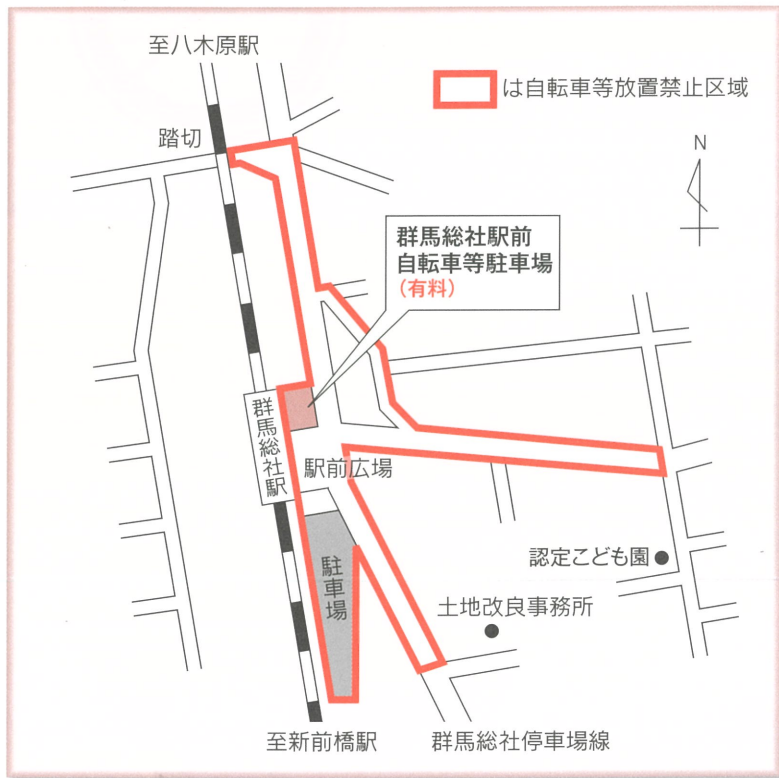 至八木原駅
は自転車等放置禁止区域
踏切
N
群馬総社駅前
自転車等駐車場
(有料)
群馬総社駅
駅前広場
駐車場
認定こども園
土地改良事務所
至新前橋駅
群馬総社停車場線